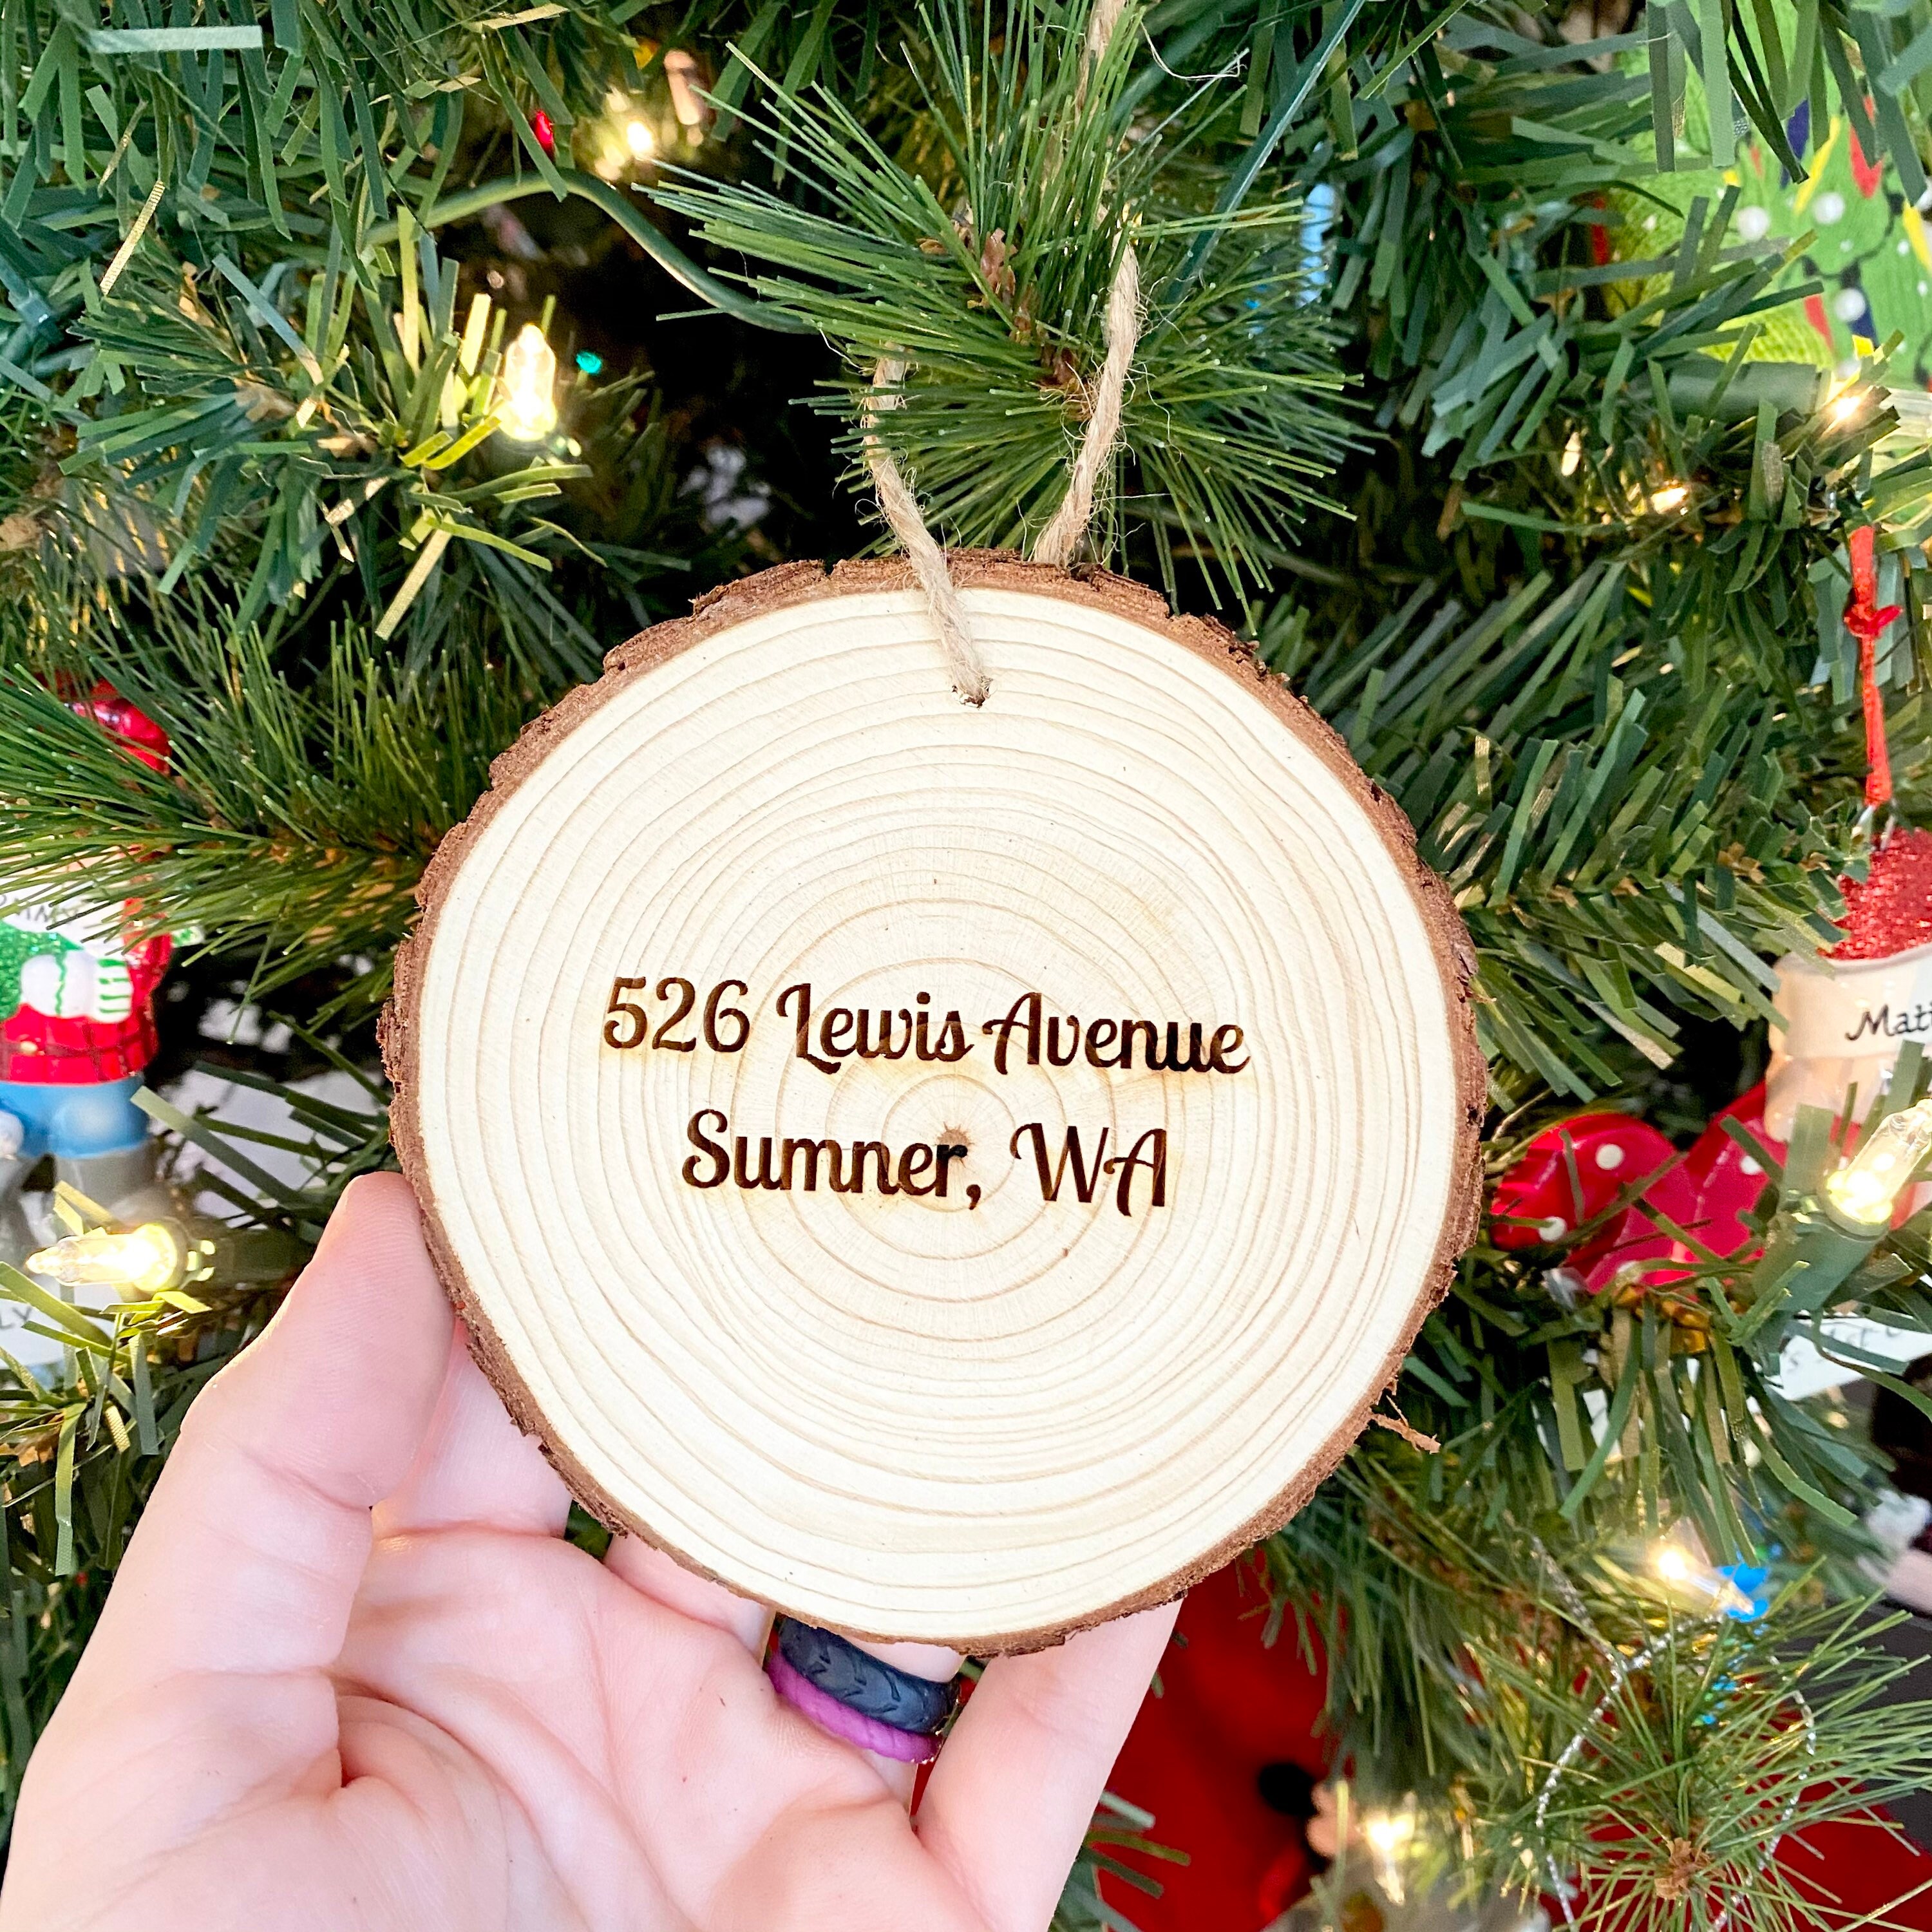 526 Lewis Avenue
Sumner, WA